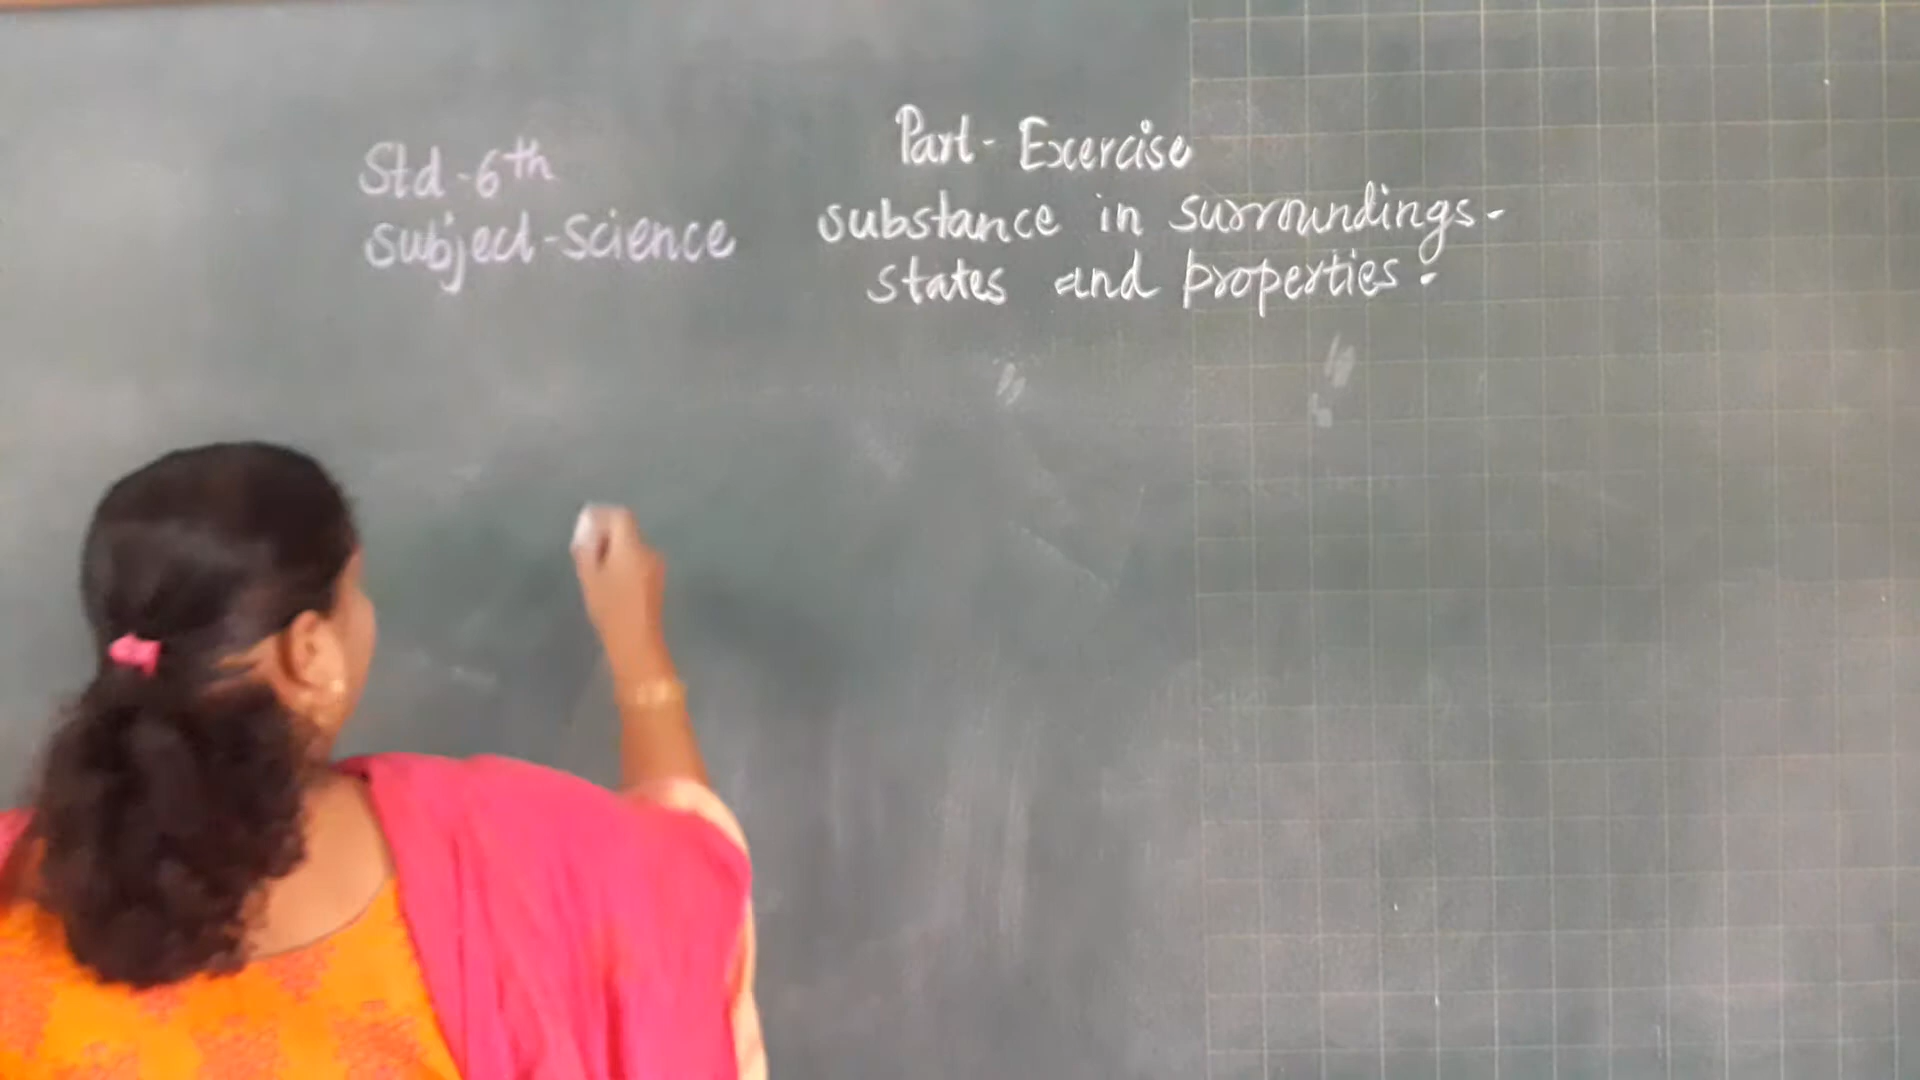 Std-6th
subject-science
Part- Exercise
substance in surroundings-
states and properties.